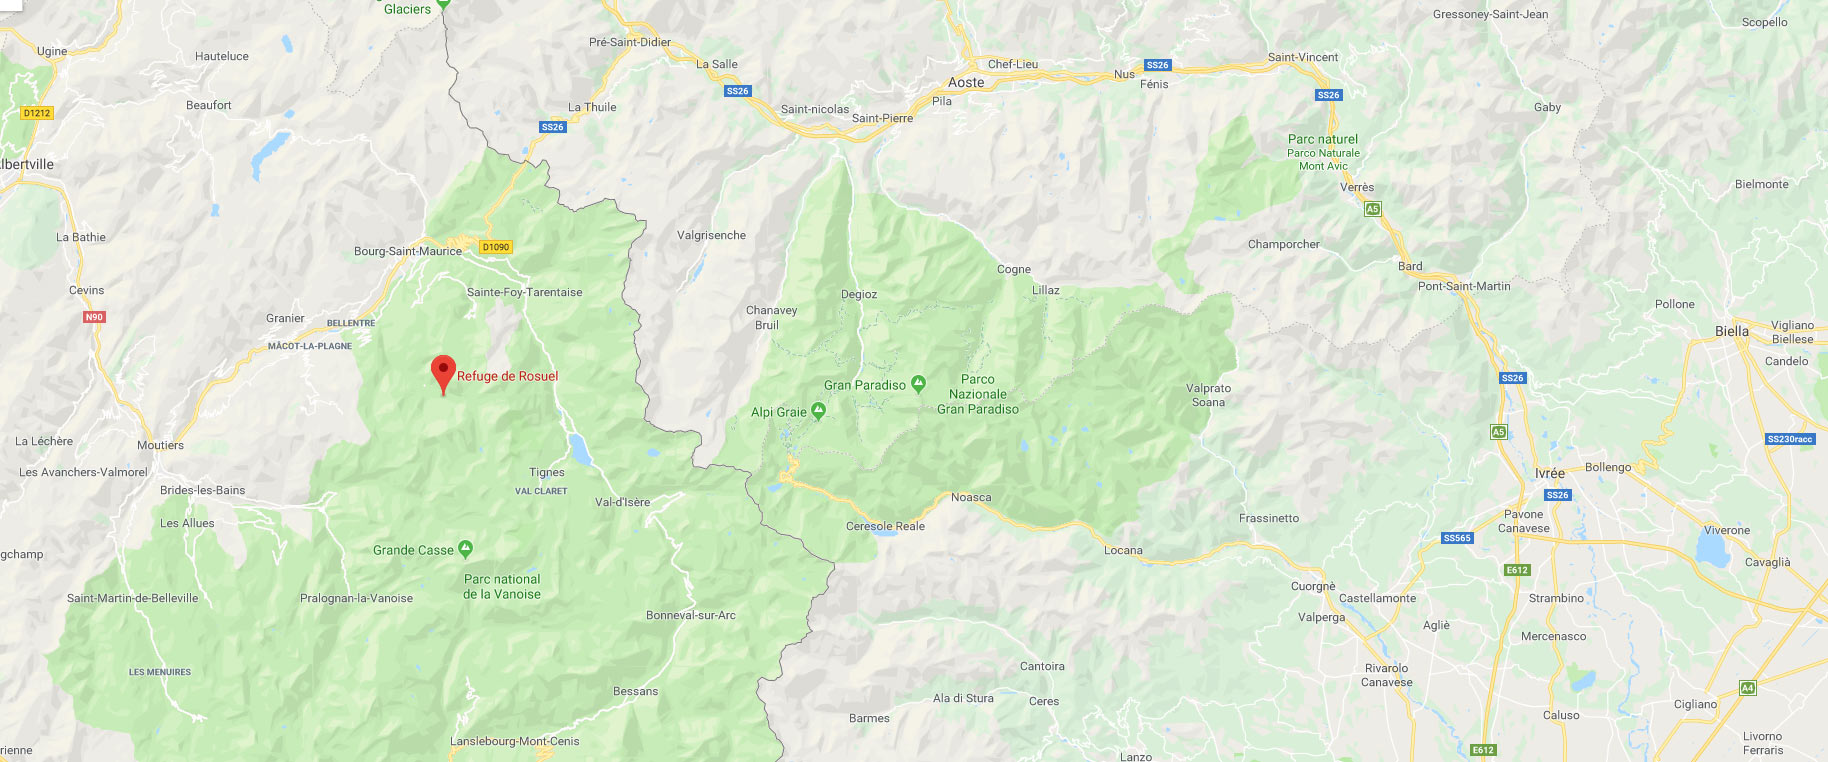 Glaciers
Gressoney-Saint-Jean
Scopello
Ugine
Hauteluce
Pré-Saint-Didier
La Salle
Chef-Lieu
Saint-Vincent
SS26
Nus
Aoste
Fénis
SS26
SS26
Pila
Beaufort
La Thuile
Saint-nicolas
Saint-Pierre
Gaby
D1212
SS26
Parc naturel
Parco Naturale
Mont Avic
lbertville
Verrès
Bielmonte
A5
La Bathie
Valgrisenche
Bourg-Saint-Maurice
D1090
Champorcher
Bard
Cogne
Pont-Saint-Martin
Cevins
Sainte-Foy-Tarentaise
Degioz
Lillaz
Pollone
N90
Granier
BELLENTRE
Chanavey
Bruil
Biella
Vigliano
Biellese
MÂCOT-LA-PLAGNE
Candelo
Refuge de Rosuel
Gran Paradiso
Parco
Nazionale
Gran Paradiso
SS26
Valprato
Soana
Alpi Graie
A5
SS230racc
La Léchère
Moutiers
Les Avanchers-Valmorel
Tignes
Ivrée
Bollengo
VAL CLARET
Brides-les-Bains
Val-d'Isère
Noasca
SS26
Les Allues
Ceresole Reale
Frassinetto
Pavone
Canavese
Viverone
SS565
gchamp
Grande Casse
Locana
Cavaglià
E612
Parc national
de la Vanoise
Cuorgnè
Saint-Martin-de-Belleville
Pralognan-la-Vanoise
Castellamonte
Strambino
Bonneval-sur-Arc
Valperga
Agliè
Mercenasco
Cantoira
Rivarolo
Canavese
LES MENUIRES
Bessans
Ala di Stura
Ceres
A4
Cigliano
Barmes
Caluso
Lanslebourg-Mont-Cenis
Livorno
Ferraris
rienne
E612
Lanzo